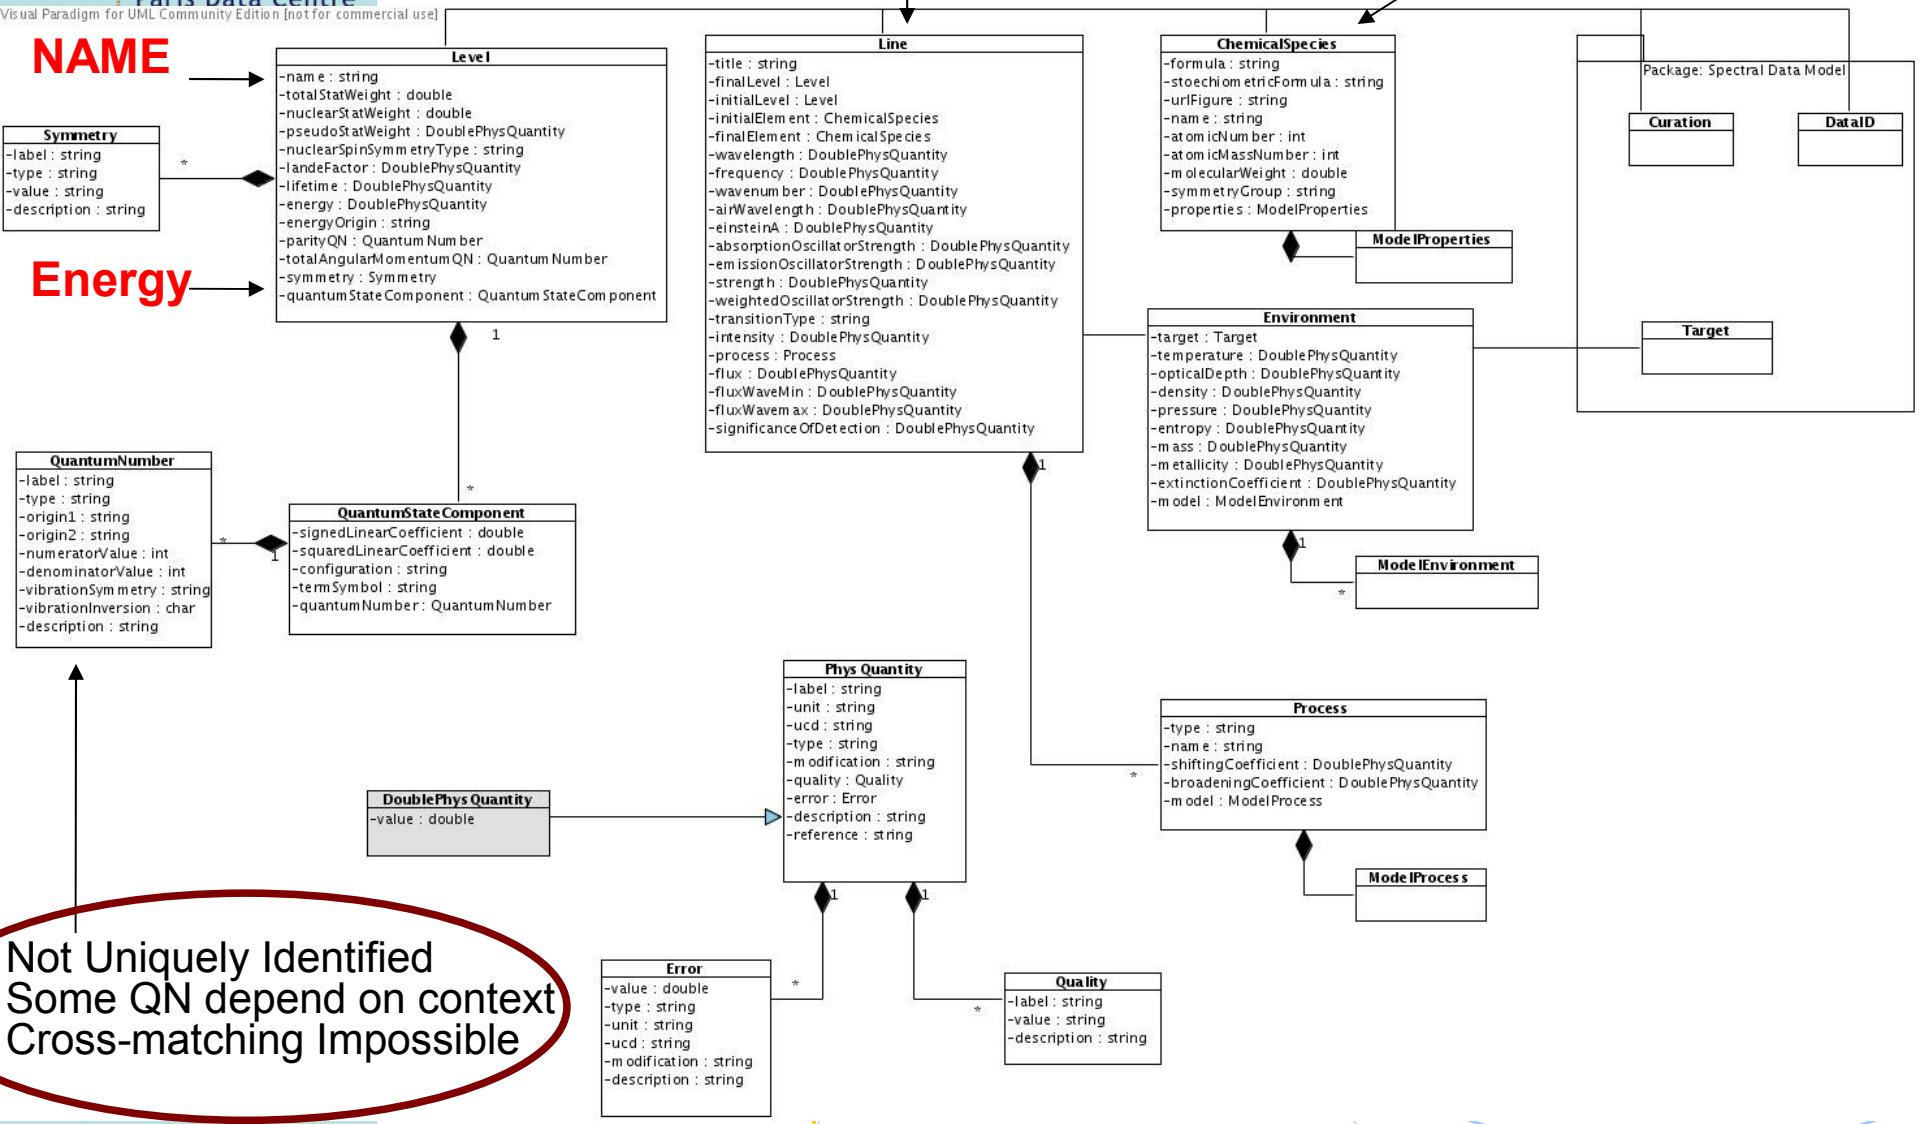 Paris Data Centre
Visual Paradigm for UML Community Edition [not for commercial use]
NAME
Energy
Level
-name : string
-totalStatWeight : double
-nuclearStatWeight : double
-pseudoStatWeight : DoublePhysQuantity
-nuclearSpinSymmetryType : string
-landeFactor : DoublePhysQuantity
-lifetime : DoublePhysQuantity
-energy : DoublePhysQuantity
-energyOrigin : string
-parityQN : QuantumNumber
-totalAngularMomentumQN : QuantumNumber
-symmetry : Symmetry
-quantumStateComponent : QuantumStateComponent
1
*
Symmetry
-label : string
-type : string
-value : string
-description : string
*
Line
-title : string
-finalLevel : Level
-initialLevel : Level
-initialElement : ChemicalSpecies
-finalElement : ChemicalSpecies
-wavelength : DoublePhysQuantity
-frequency : DoublePhysQuantity
-wavenumber : DoublePhysQuantity
-airWavelength : DoublePhysQuantity
-einsteinA : DoublePhysQuantity
-absorptionOscillatorStrength : DoublePhysQuantity
-emissionOscillatorStrength : DoublePhysQuantity
-strength : DoublePhysQuantity
-weightedOscillatorStrength : DoublePhysQuantity
-transitionType : string
-intensity : DoublePhysQuantity
-process : Process
-flux : DoublePhysQuantity
-fluxWaveMin : DoublePhysQuantity
-fluxWavemax : DoublePhysQuantity
-significanceOfDetection : DoublePhysQuantity
1
*
ChemicalSpecies
-formula : string
-stoechiometricFormula : string
-urlFigure : string
-name : string
-atomicNumber : int
-atomicMassNumber : int
-molecularWeight : double
-symmetryGroup : string
-properties : ModelProperties
ModelProperties
Package: Spectral Data Model
Curation
DataID
Target
Environment
-target : Target
-temperature : DoublePhysQuantity
-opticalDepth : DoublePhysQuantity
-density : DoublePhysQuantity
-pressure : DoublePhysQuantity
-entropy : DoublePhysQuantity
-mass : DoublePhysQuantity
-metallicity : DoublePhysQuantity
-extinctionCoefficient : DoublePhysQuantity
-model : ModelEnvironment
1
*
ModelEnvironment
QuantumNumber
-label : string
-type : string
-origin1 : string
-origin2 : string
-numeratorValue : int
-denominatorValue : int
-vibrationSymmetry : string
-vibrationInversion : char
-description : string
*
1
QuantumStateComponent
-signedLinearCoefficient : double
-squaredLinearCoefficient : double
-configuration : string
-termSymbol : string
-quantumNumber : QuantumNumber
PhysQuantity
-label : string
-unit : string
-ucd : string
-type : string
-modification : string
-quality : Quality
-error : Error
-description : string
-reference : string
1
1
DoublePhysQuantity
-value : double
Process
-type : string
-name : string
-shiftingCoefficient : DoublePhysQuantity
-broadeningCoefficient : DoublePhysQuantity
-model : ModelProcess
ModelProcess
Not Uniquely Identified
Some QN depend on context
Cross-matching Impossible
Error
-value : double
-type : string
-unit : string
-ucd : string
-modification : string
-description : string
*
Quality
-label : string
-value : string
-description : string
*